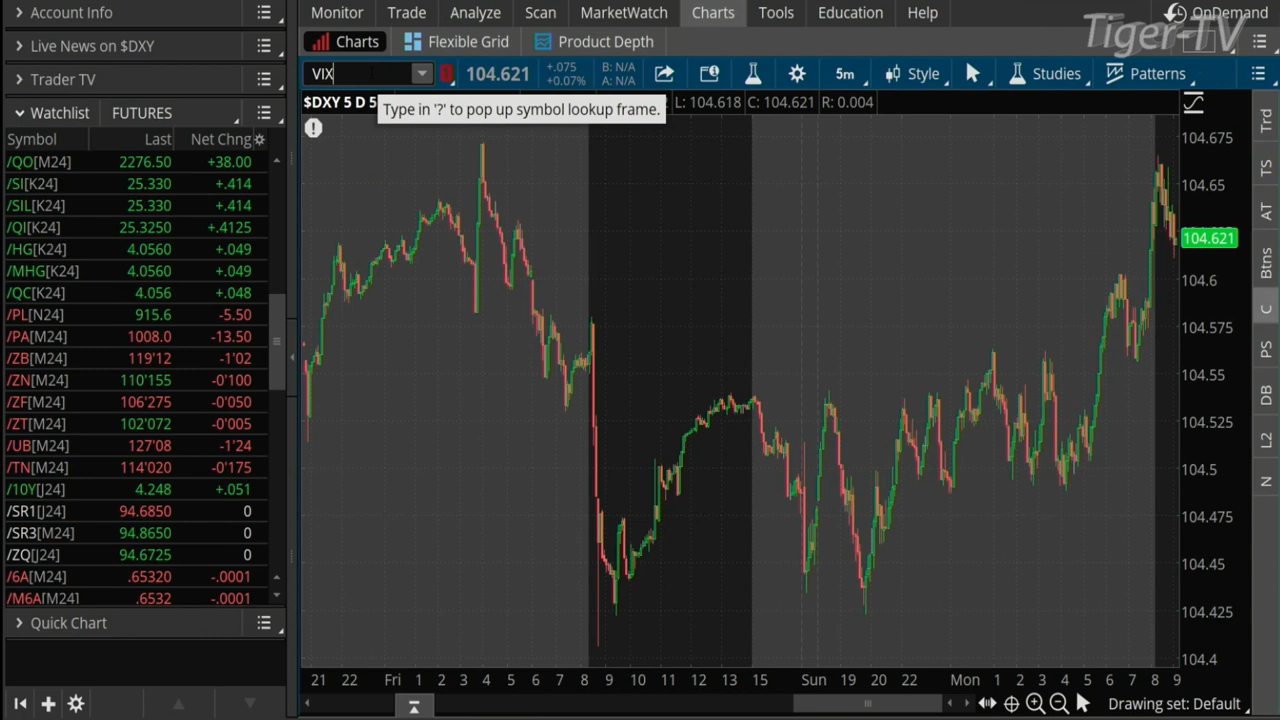 Account Info
Monitor Trade Analyze Scan MarketWatch Charts Tools Education Help OnDemand
Tiger-TV
Live News on $DXY
Charts Flexible Grid Product Depth
Trader TV
VIX 104.621 +.075 +0.07% B: N/A A: N/A 5m Style Studies Patterns
Watchlist FUTURES
$DXY 5 D 5 L: 104.618 C: 104.621 R: 0.004
Type in '?' to pop up symbol lookup frame.
Symbol Last Net Chng
/QO[M24] 2276.50 +38.00
/SI[K24] 25.330 +.414
/SIL[K24] 25.330 +.414
/QI[K24] 25.3250 +.4125
/HG[K24] 4.0560 +.049
/MHG[K24] 4.0560 +.049
/QC[K24] 4.056 +.048
/PL[N24] 915.6 -5.50
/PA[M24] 1008.0 -13.50
/ZB[M24] 119'12 -1'02
/ZN[M24] 110'155 -0'100
/ZF[M24] 106'275 -0'050
/ZT[M24] 102'072 -0'005
/UB[M24] 127'08 -1'24
/TN[M24] 114'020 -0'175
/10Y[J24] 4.248 +.051
/SR1[J24] 94.6850 0
/SR3[M24] 94.8650 0
/ZQ[J24] 94.6725 0
/6A[M24] .65320 -.0001
/M6A[M24] .6532 -.0001
Quick Chart
104.675
104.65
104.621
104.6
104.575
104.55
104.525
104.5
104.475
104.45
104.425
104.4
Trd
TS
AT
Btns
C
PS
DB
L2
N
21 22 Fri 1 2 3 4 5 6 7 8 9 10 11 12 13 15 Sun 19 20 22 Mon 1 2 3 4 5 6 7 8 9
Drawing set: Default